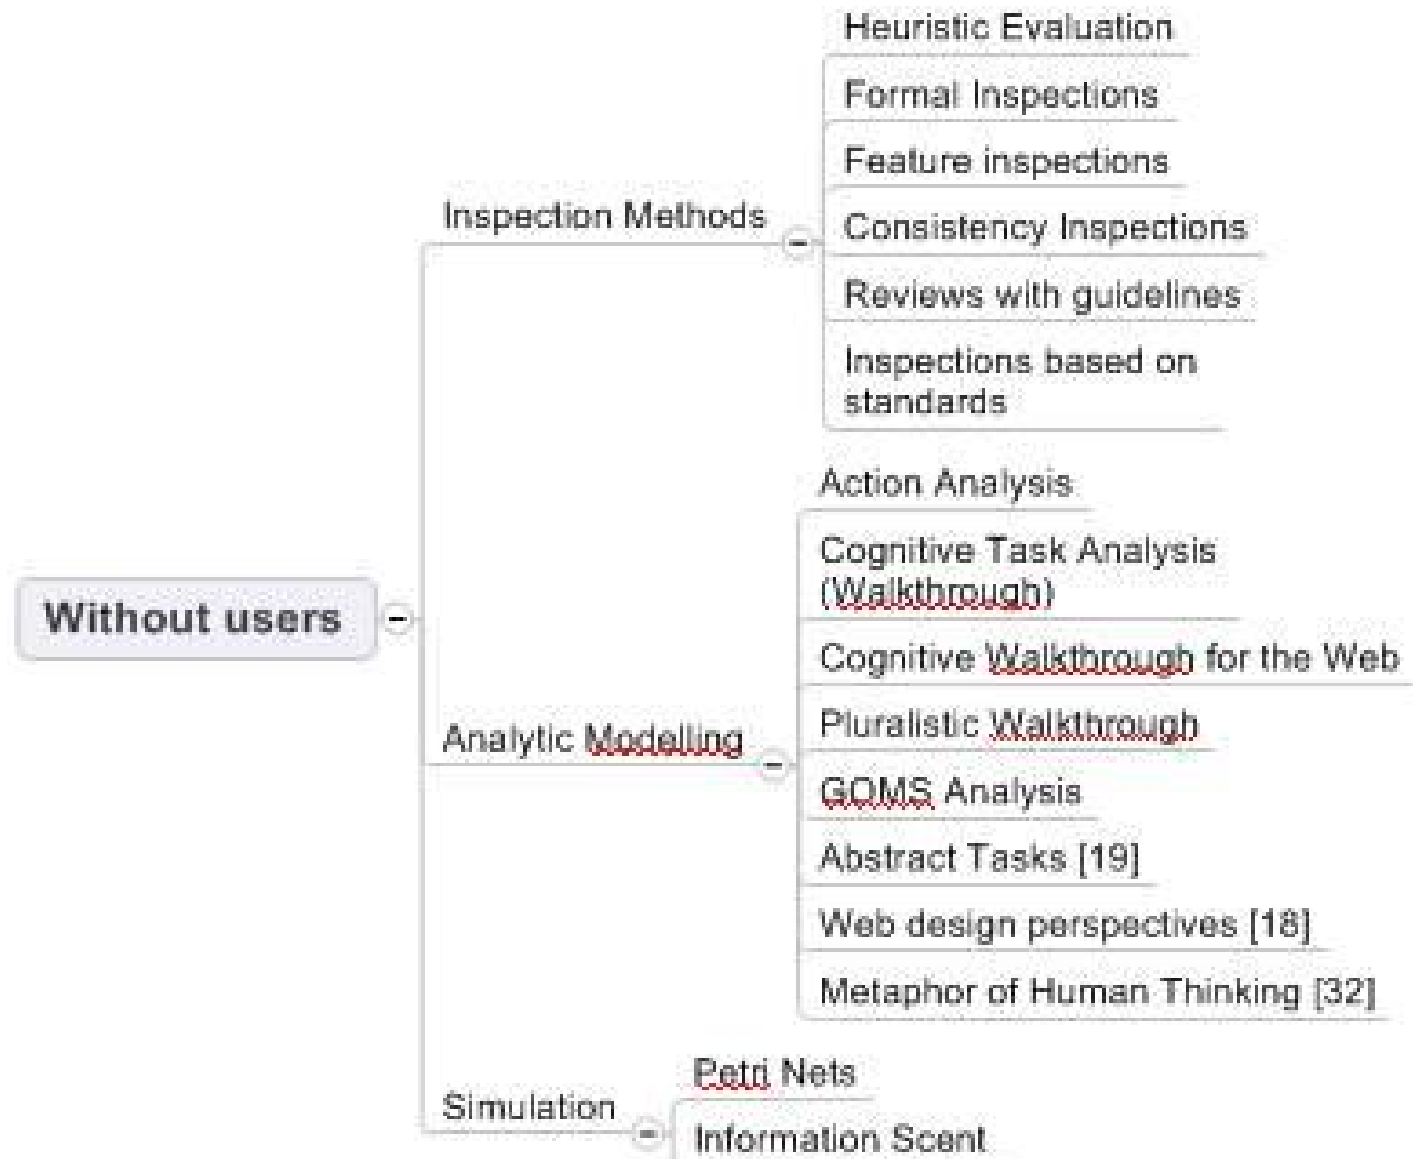 Without users
Inspection Methods
Heuristic Evaluation
Formal Inspections
Feature inspections
Consistency Inspections
Reviews with guidelines
Inspections based on
standards
Analytic Modelling
Action Analysis
Cognitive Task Analysis
(Walkthrough)
Cognitive Walkthrough for the Web
Pluralistic Walkthrough
GOMS Analysis
Abstract Tasks [19]
Web design perspectives [18]
Metaphor of Human Thinking [32]
Simulation
Petri Nets
Information Scent